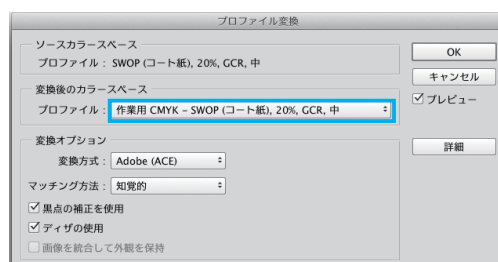 プロファイル変換
ソースカラースペース
プロファイル : SWOP (コート紙), 20%, GCR, 中
変換後のカラースペース
プロファイル : 作業用 CMYK – SWOP (コート紙), 20%, GCR, 中
変換オプション
変換方式 : Adobe (ACE)
マッチング方法 : 知覚的
黒点の補正を使用
ディザの使用
画像を統合して外観を保持
OK
キャンセル
プレビュー
詳細